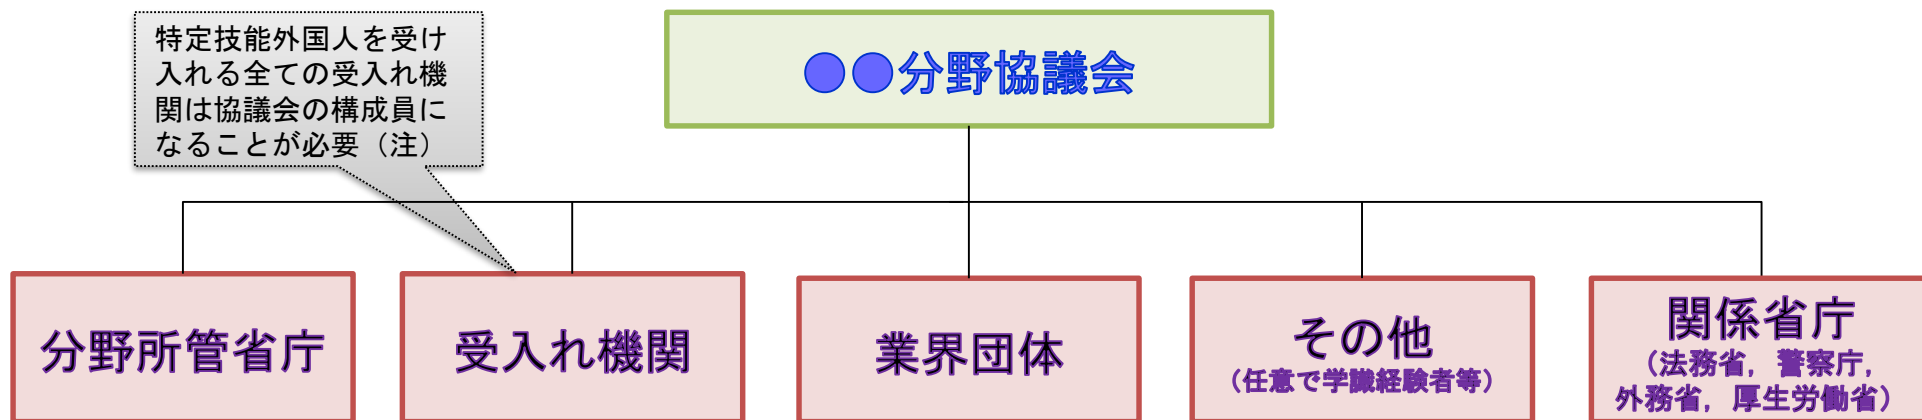 特定技能外国人を受け
入れる全ての受入れ機
関は協議会の構成員に
なることが必要（注）
●●分野協議会
分野所管省庁
受入れ機関
業界団体
その他
（任意で学識経験者等）
関係省庁
（法務省，警察庁，
外務省，厚生労働省）